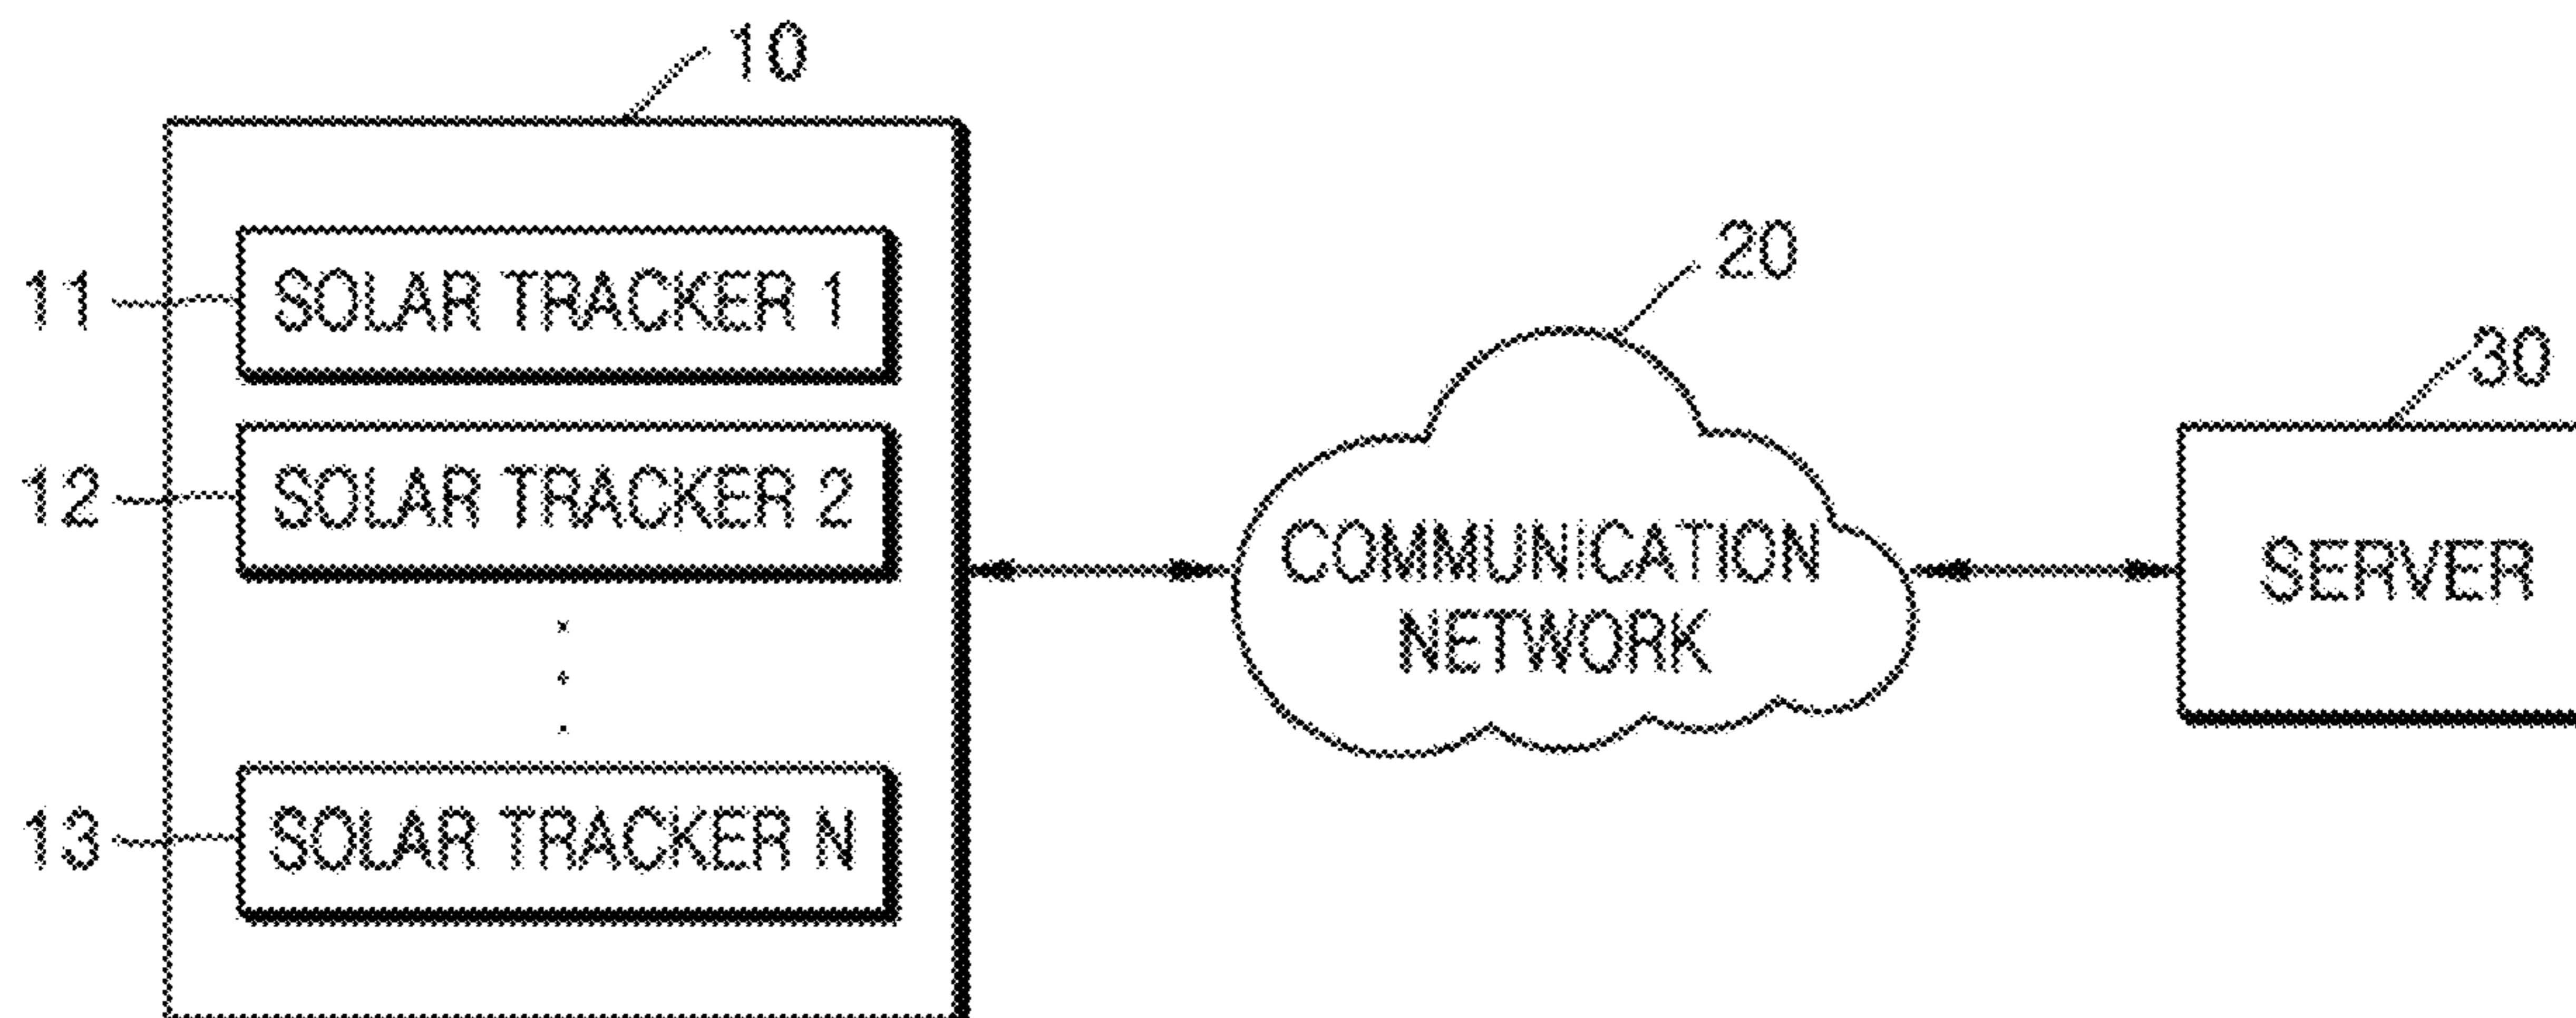 10
11 SOLAR TRACKER 1
20
30
12 SOLAR TRACKER 2
COMMUNICATION
NETWORK
SERVER
13 SOLAR TRACKER N